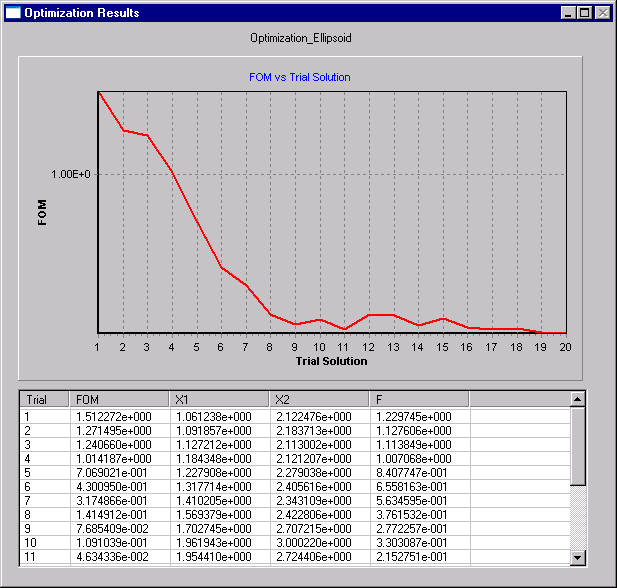 Optimization Results
Optimization_Ellipsoid
FOM vs Trial Solution
1.00E+0
FOM
1 2 3 4 5 6 7 8 9 10 11 12 13 14 15 16 17 18 19 20
Trial Solution
Trial FOM X1 X2 F
1 1.512272e+000 1.061238e+000 2.122476e+000 1.229745e+000
2 1.271495e+000 1.091857e+000 2.183713e+000 1.127606e+000
3 1.240660e+000 1.127212e+000 2.113002e+000 1.113849e+000
4 1.014187e+000 1.184348e+000 2.121207e+000 1.007068e+000
5 7.069021e-001 1.227908e+000 2.279038e+000 8.407747e-001
6 4.300950e-001 1.317714e+000 2.405616e+000 6.558163e-001
7 3.174866e-001 1.410205e+000 2.343109e+000 5.634595e-001
8 1.414912e-001 1.569379e+000 2.422806e+000 3.761532e-001
9 7.685409e-002 1.702745e+000 2.707215e+000 2.772257e-001
10 1.091039e-001 1.961943e+000 3.000220e+000 3.303087e-001
11 4.634336e-002 1.954410e+000 2.724406e+000 2.152751e-001